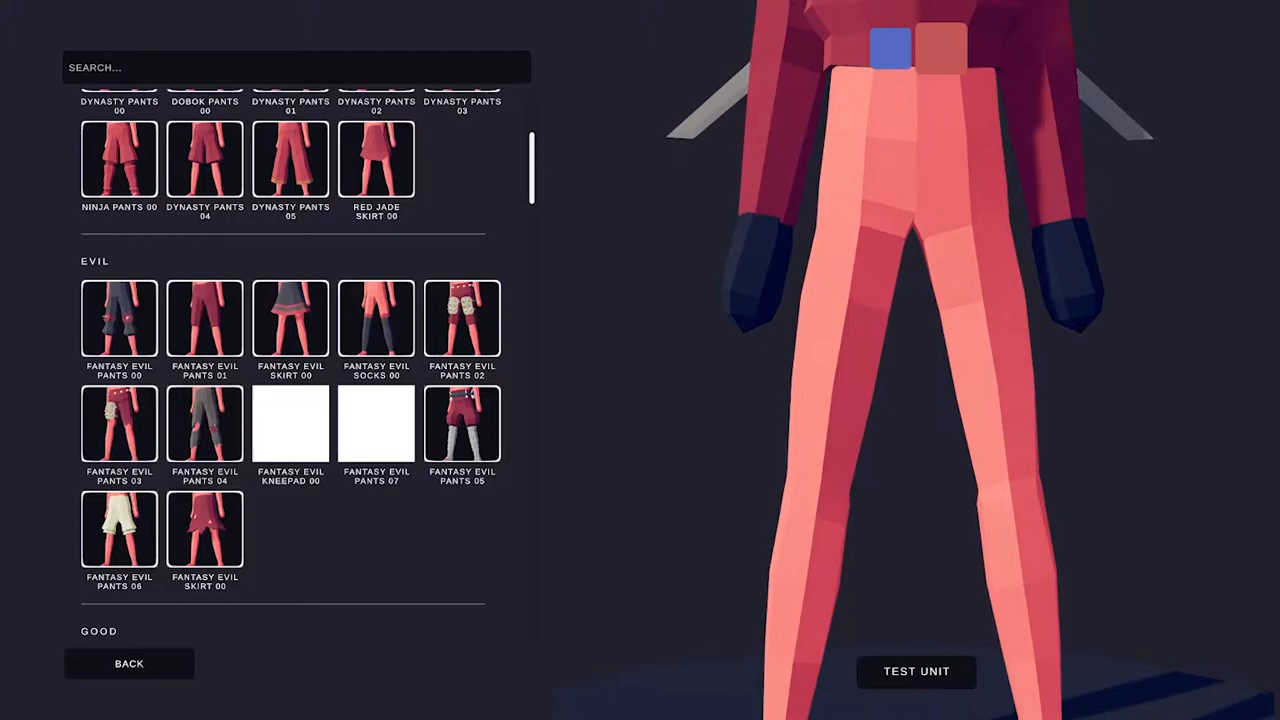 SEARCH...
DYNASTY PANTS
00
DOBOK PANTS
00
DYNASTY PANTS
01
DYNASTY PANTS
02
DYNASTY PANTS
03
NINJA PANTS 00
DYNASTY PANTS
04
DYNASTY PANTS
05
RED JADE
SKIRT 00
EVIL
FANTASY EVIL
PANTS 00
FANTASY EVIL
PANTS 01
FANTASY EVIL
SKIRT 00
FANTASY EVIL
SOCKS 00
FANTASY EVIL
PANTS 02
FANTASY EVIL
PANTS 03
FANTASY EVIL
PANTS 04
FANTASY EVIL
KNEEPAD 00
FANTASY EVIL
PANTS 07
FANTASY EVIL
PANTS 05
FANTASY EVIL
PANTS 06
FANTASY EVIL
SKIRT 00
GOOD
BACK
TEST UNIT